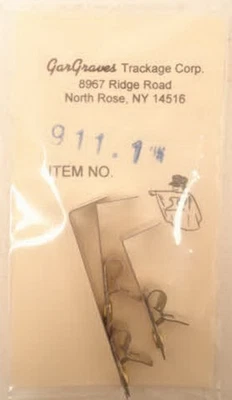 GarGraves Trackage Corp.
8967 Ridge Road
North Rose, NY 14516
911.1
ITEM NO.